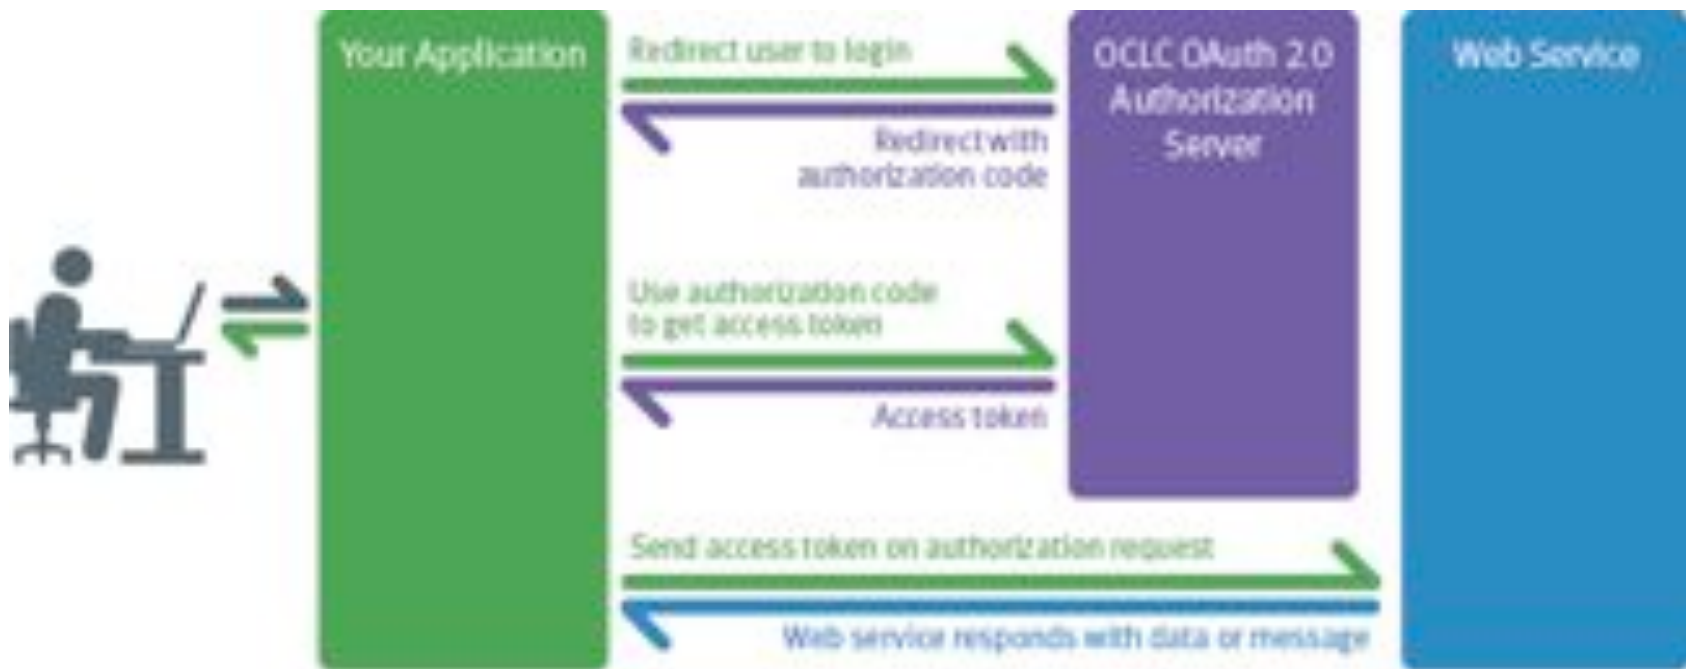 Your Application
Redirect user to login
OCLC OAuth 2.0
Authorization
Server
Web Service
Redirect with
authorization code
Use authorization code
to get access token
Access token
Send access token on authorization request
Web service responds with data or message